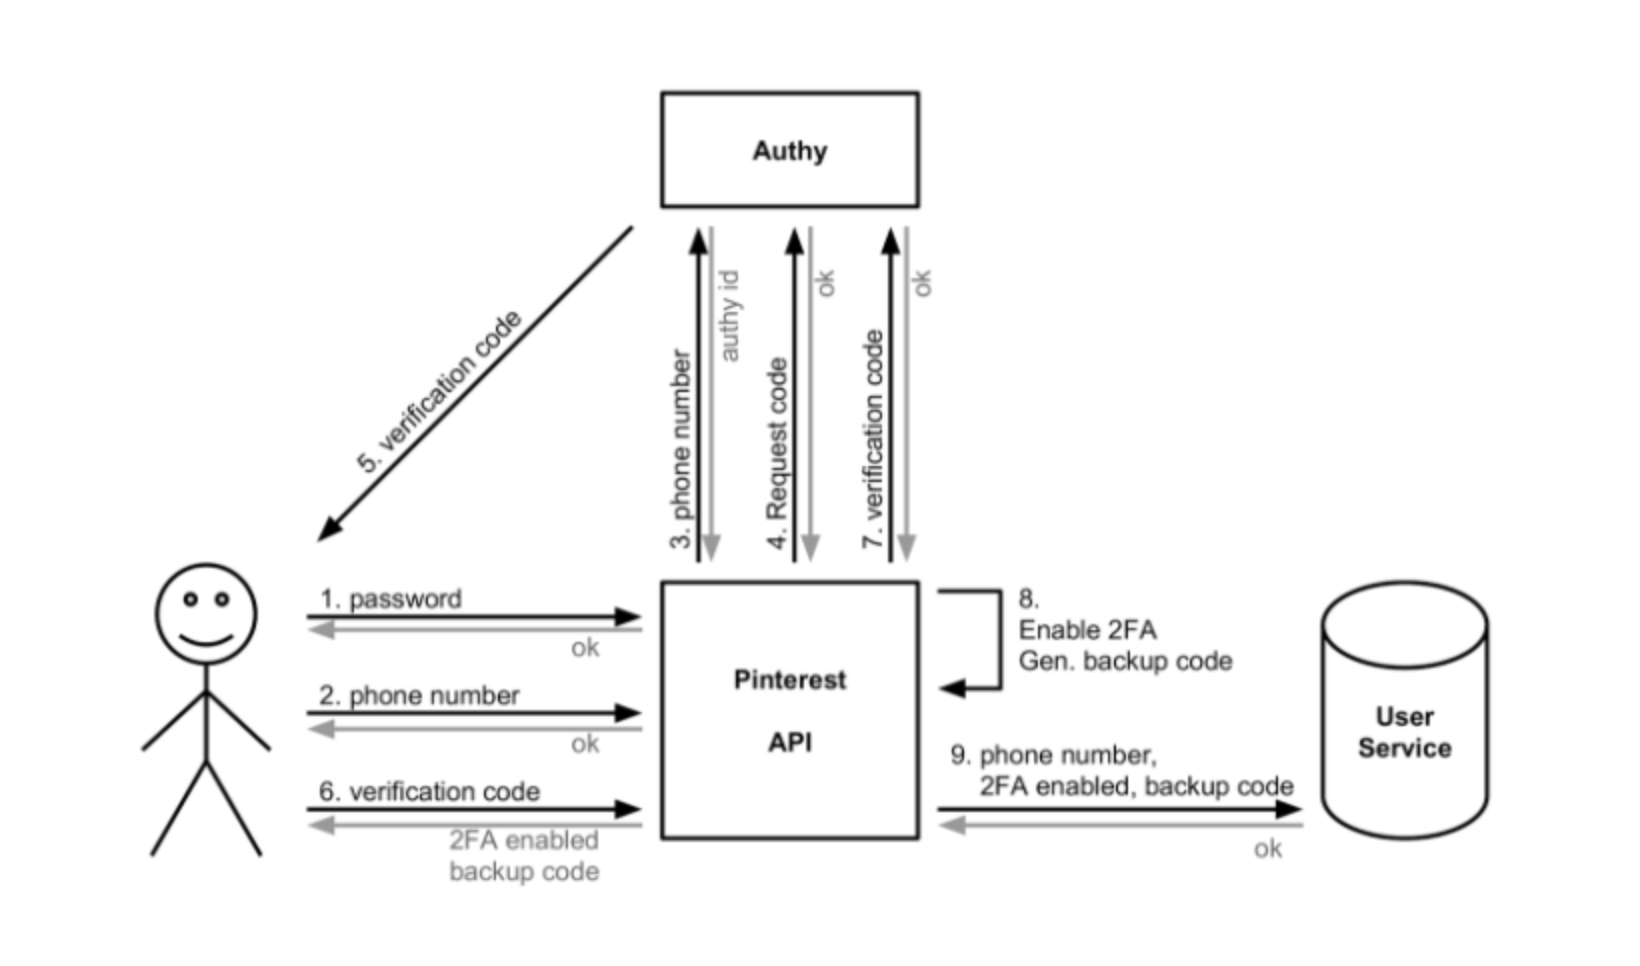 Authy
5. verification code
3. phone number
authy id
4. Request code
ok
7. verification code
ok
1. password
ok
2. phone number
ok
6. verification code
2FA enabled
backup code
Pinterest
API
8.
Enable 2FA
Gen. backup code
9. phone number,
2FA enabled, backup code
ok
User
Service